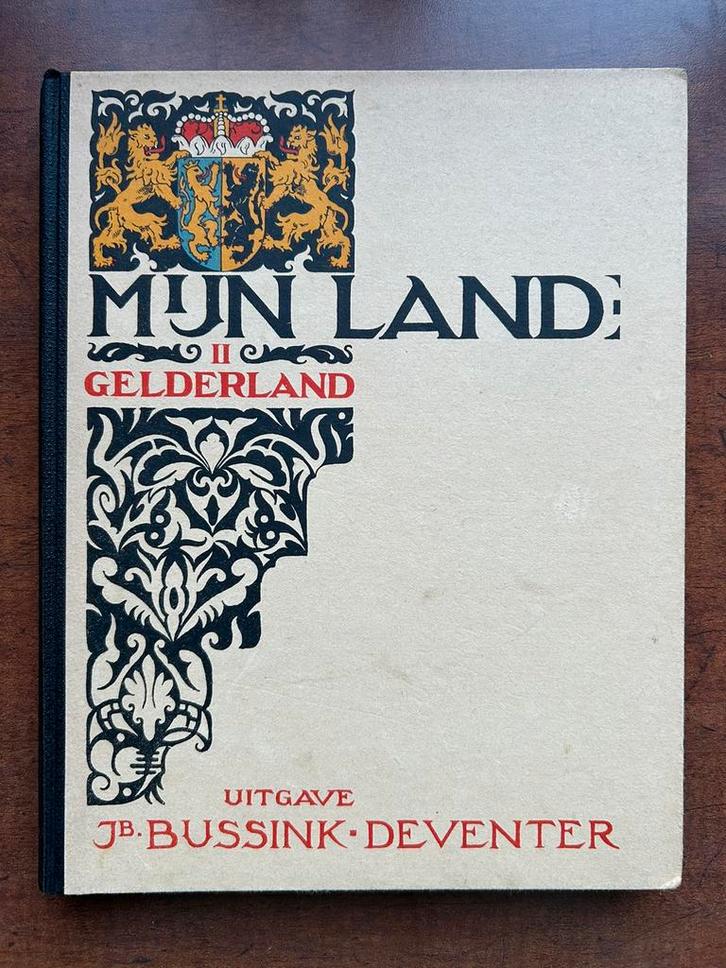 MIJN LAND:
II
GELDERLAND
UITGAVE
JB. BUSSINK · DEVENTER